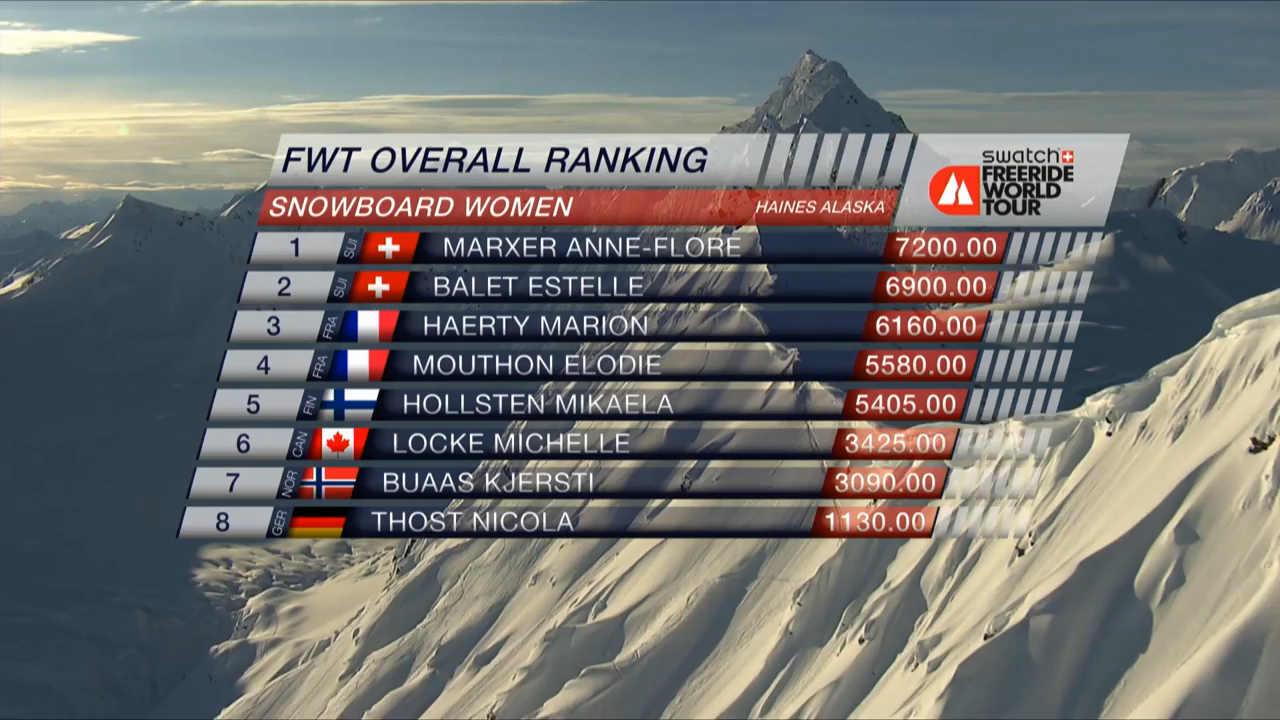 FWT OVERALL RANKING
swatch
FREERIDE
WORLD
TOUR
SNOWBOARD WOMEN HAINES ALASKA
1 SUI MARXER ANNE-FLORE 7200.00
2 SUI BALET ESTELLE 6900.00
3 FRA HAERTY MARION 6160.00
4 FRA MOUTHON ELODIE 5580.00
5 FIN HOLLSTEN MIKAELA 5405.00
6 CAN LOCKE MICHELLE 3425.00
7 NOR BUAAS KJERSTI 3090.00
8 GER THOST NICOLA 1130.00